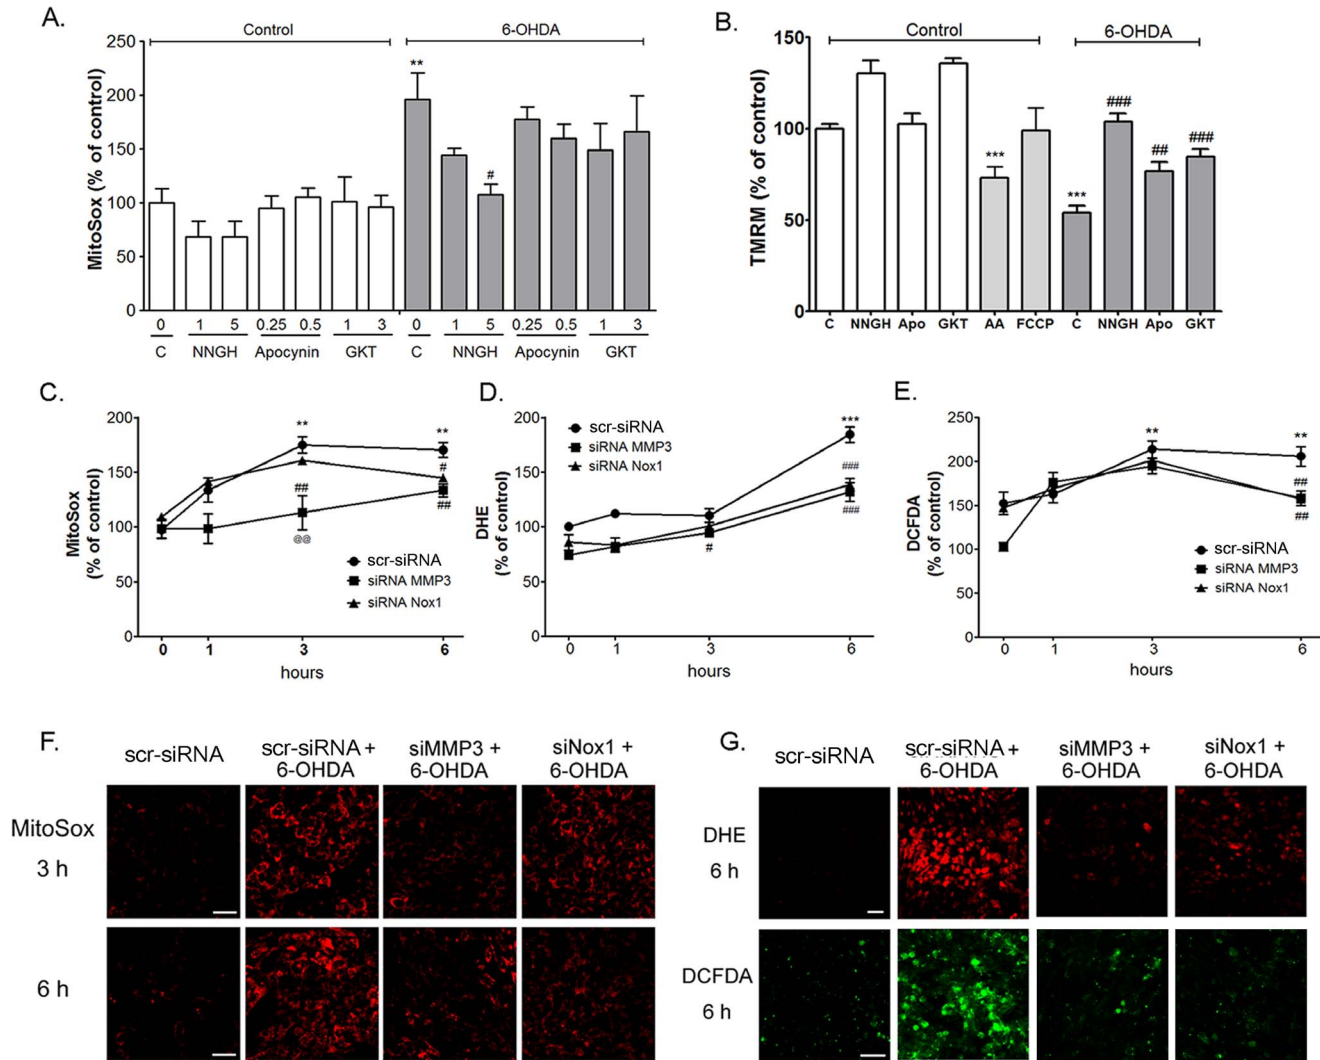 A.
Control
6-OHDA
MitoSox (% of control)
250
200
150
100
50
0
**
#
0 1 5 0.25 0.5 1 3 0 1 5 0.25 0.5 1 3
C NNGH Apocynin GKT C NNGH Apocynin GKT
B.
Control
6-OHDA
TMRM (% of control)
150
100
50
0
***
***
###
##
###
C NNGH Apo GKT AA FCCP C NNGH Apo GKT
C.
MitoSox
(% of control)
200
150
100
50
0
**
**
#
##
##
@@
scr-siRNA
siRNA MMP3
siRNA Nox1
0 1 3 6
hours
D.
DHE
(% of control)
200
150
100
50
0
scr-siRNA
siRNA MMP3
siRNA Nox1
***
###
###
#
0 1 3 6
hours
E.
DCFDA
(% of control)
250
200
150
100
50
0
**
**
##
##
scr-siRNA
siRNA MMP3
siRNA Nox1
0 1 3 6
hours
F.
scr-siRNA
scr-siRNA +
6-OHDA
siMMP3 +
6-OHDA
siNox1 +
6-OHDA
MitoSox
3 h
6 h
G.
scr-siRNA
scr-siRNA +
6-OHDA
siMMP3 +
6-OHDA
siNox1 +
6-OHDA
DHE
6 h
DCFDA
6 h